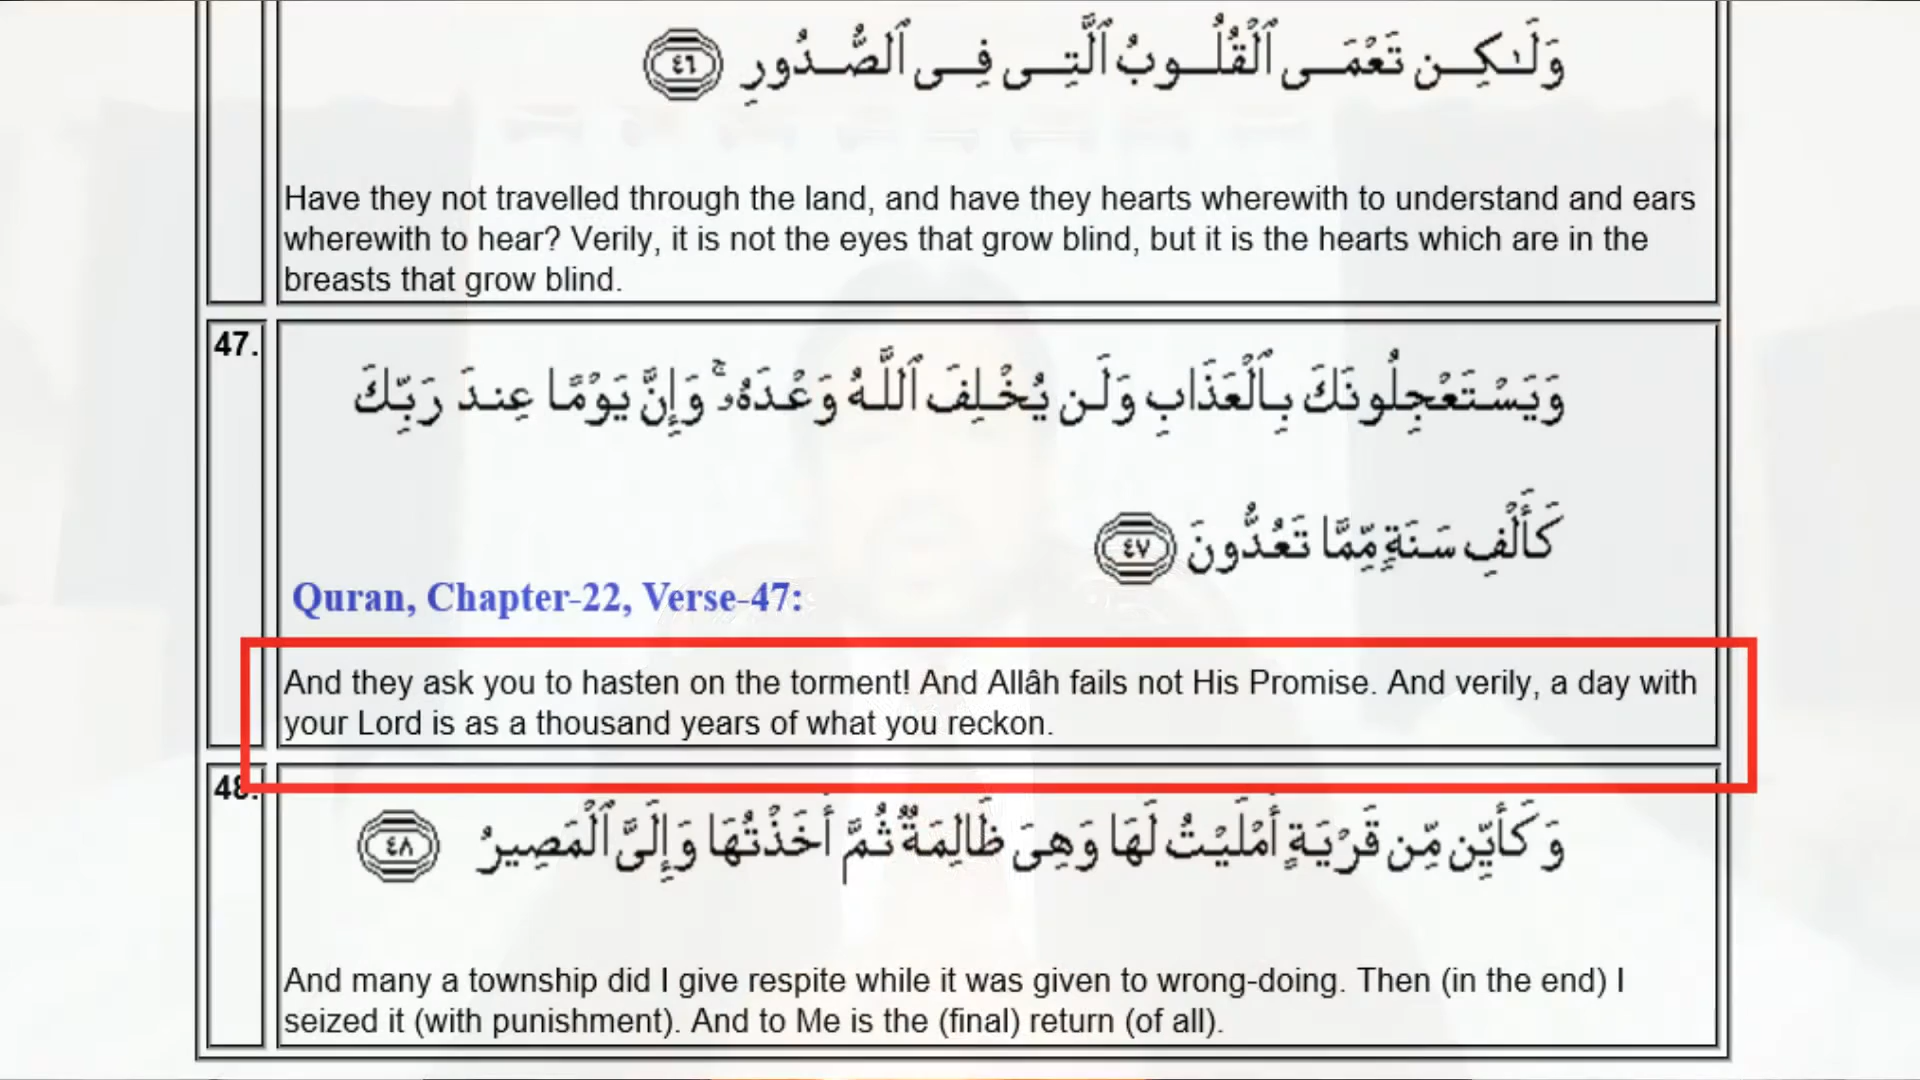 وَلَـٰكِـن تَعْمَـى ٱلْقُلُـوبُ ٱلَّتِـى فِـى ٱلصُّـدُورِ ٤٦
Have they not travelled through the land, and have they hearts wherewith to understand and ears
wherewith to hear? Verily, it is not the eyes that grow blind, but it is the hearts which are in the
breasts that grow blind.
47.
وَيَسْتَعْجِلُونَكَ بِٱلْعَذَابِ وَلَن يُخْلِفَ ٱللَّهُ وَعْدَهُۥ ۚ وَإِنَّ يَوْمًا عِندَ رَبِّكَ
كَأَلْفِ سَنَةٍ مِّمَّا تَعُدُّونَ ٤٧
Quran, Chapter-22, Verse-47:
And they ask you to hasten on the torment! And Allâh fails not His Promise. And verily, a day with
your Lord is as a thousand years of what you reckon.
48.
وَكَأَيِّن مِّن قَرْيَةٍ أَمْلَيْتُ لَهَا وَهِىَ ظَالِمَةٌ ثُمَّ أَخَذْتُهَا وَإِلَىَّ ٱلْمَصِيرُ ٤٨
And many a township did I give respite while it was given to wrong-doing. Then (in the end) I
seized it (with punishment). And to Me is the (final) return (of all).